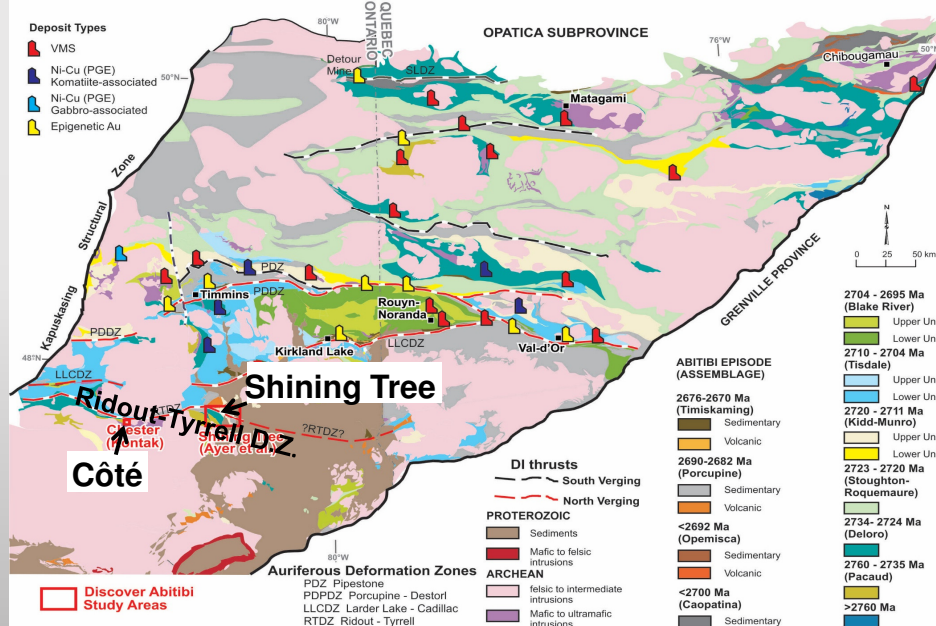 80°W
QUEBEC
ONTARIO
OPATICA SUBPROVINCE
76°W
50°N
Chibougamau
Deposit Types
VMS
Ni-Cu (PGE)
Komatiite-associated
Ni-Cu (PGE)
Gabbro-associated
Epigenetic Au
50°N
Detour
Mine
SLDZ
Matagami
Kapuskasing Structural Zone
N
0 25 50 km
GRENVILLE PROVINCE
PDZ
PDDZ
Timmins
Rouyn-
Noranda
Kirkland Lake
LLCDZ
Val-d'Or
PDDZ
48°N
LLCDZ
Shining Tree
Ridout-Tyrrell D.Z.
RTDZ
?RTDZ?
Chester
(Kontak)
Shining Tree
(Ayer et al.)
Côté
80°W
Discover Abitibi
Study Areas
Auriferous Deformation Zones
PDZ Pipestone
PDPDZ Porcupine - Destorl
LLCDZ Larder Lake - Cadillac
RTDZ Ridout - Tyrrell
DI thrusts
South Verging
North Verging
PROTEROZOIC
Sediments
Mafic to felsic
intrusions
ARCHEAN
felsic to intermediate
intrusions
Mafic to ultramafic
intrusions
ABITIBI EPISODE
(ASSEMBLAGE)
2676-2670 Ma
(Timiskaming)
Sedimentary
Volcanic
2690-2682 Ma
(Porcupine)
Sedimentary
Volcanic
<2692 Ma
(Opemisca)
Sedimentary
Volcanic
<2700 Ma
(Caopatina)
Sedimentary
2704 - 2695 Ma
(Blake River)
Upper Un
Lower Un
2710 - 2704 Ma
(Tisdale)
Upper Un
Lower Un
2720 - 2711 Ma
(Kidd-Munro)
Upper Un
Lower Un
2723 - 2720 Ma
(Stoughton-
Roquemaure)
2734 - 2724 Ma
(Deloro)
2760 - 2735 Ma
(Pacaud)
>2760 Ma